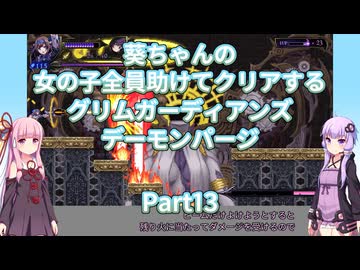 葵ちゃんの
女の子全員助けてクリアする
グリムガーディアンズ
デーモンパージ
Part13
ビームだけよけようとすると
残り火に当たってダメージを受けるので